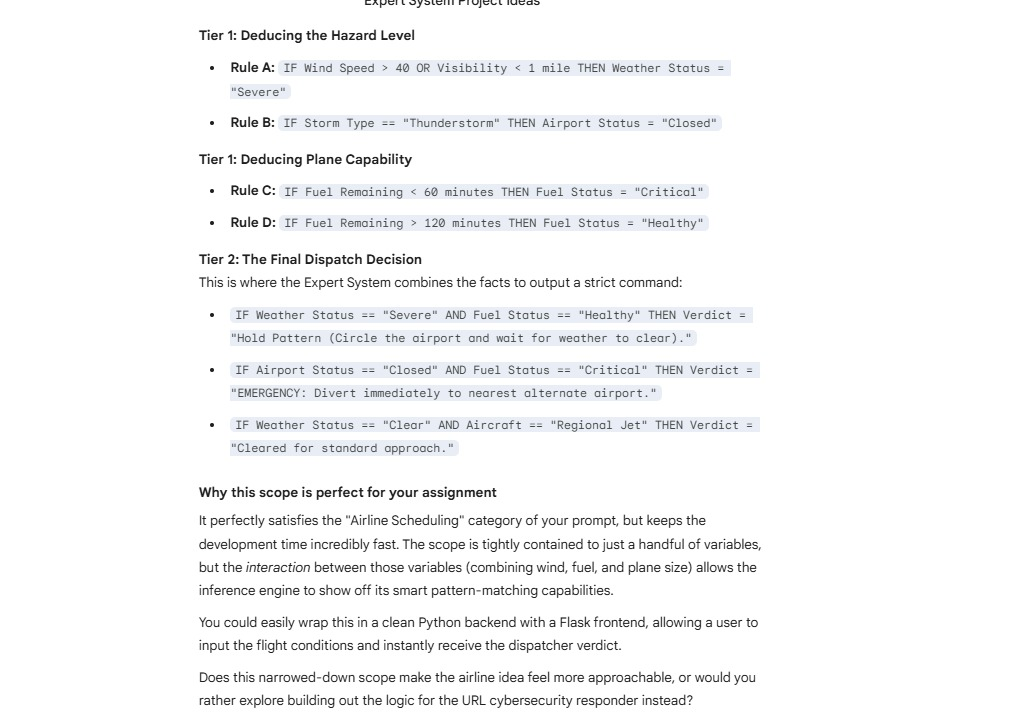 Expert System Project Ideas
Tier 1: Deducing the Hazard Level
• Rule A: IF Wind Speed > 40 OR Visibility < 1 mile THEN Weather Status =
"Severe"
• Rule B: IF Storm Type == "Thunderstorm" THEN Airport Status = "Closed"
Tier 1: Deducing Plane Capability
• Rule C: IF Fuel Remaining < 60 minutes THEN Fuel Status = "Critical"
• Rule D: IF Fuel Remaining > 120 minutes THEN Fuel Status = "Healthy"
Tier 2: The Final Dispatch Decision
This is where the Expert System combines the facts to output a strict command:
• IF Weather Status == "Severe" AND Fuel Status == "Healthy" THEN Verdict =
"Hold Pattern (Circle the airport and wait for weather to clear)."
• IF Airport Status == "Closed" AND Fuel Status == "Critical" THEN Verdict =
"EMERGENCY: Divert immediately to nearest alternate airport."
• IF Weather Status == "Clear" AND Aircraft == "Regional Jet" THEN Verdict =
"Cleared for standard approach."
Why this scope is perfect for your assignment
It perfectly satisfies the "Airline Scheduling" category of your prompt, but keeps the
development time incredibly fast. The scope is tightly contained to just a handful of variables,
but the interaction between those variables (combining wind, fuel, and plane size) allows the
inference engine to show off its smart pattern-matching capabilities.
You could easily wrap this in a clean Python backend with a Flask frontend, allowing a user to
input the flight conditions and instantly receive the dispatcher verdict.
Does this narrowed-down scope make the airline idea feel more approachable, or would you
rather explore building out the logic for the URL cybersecurity responder instead?